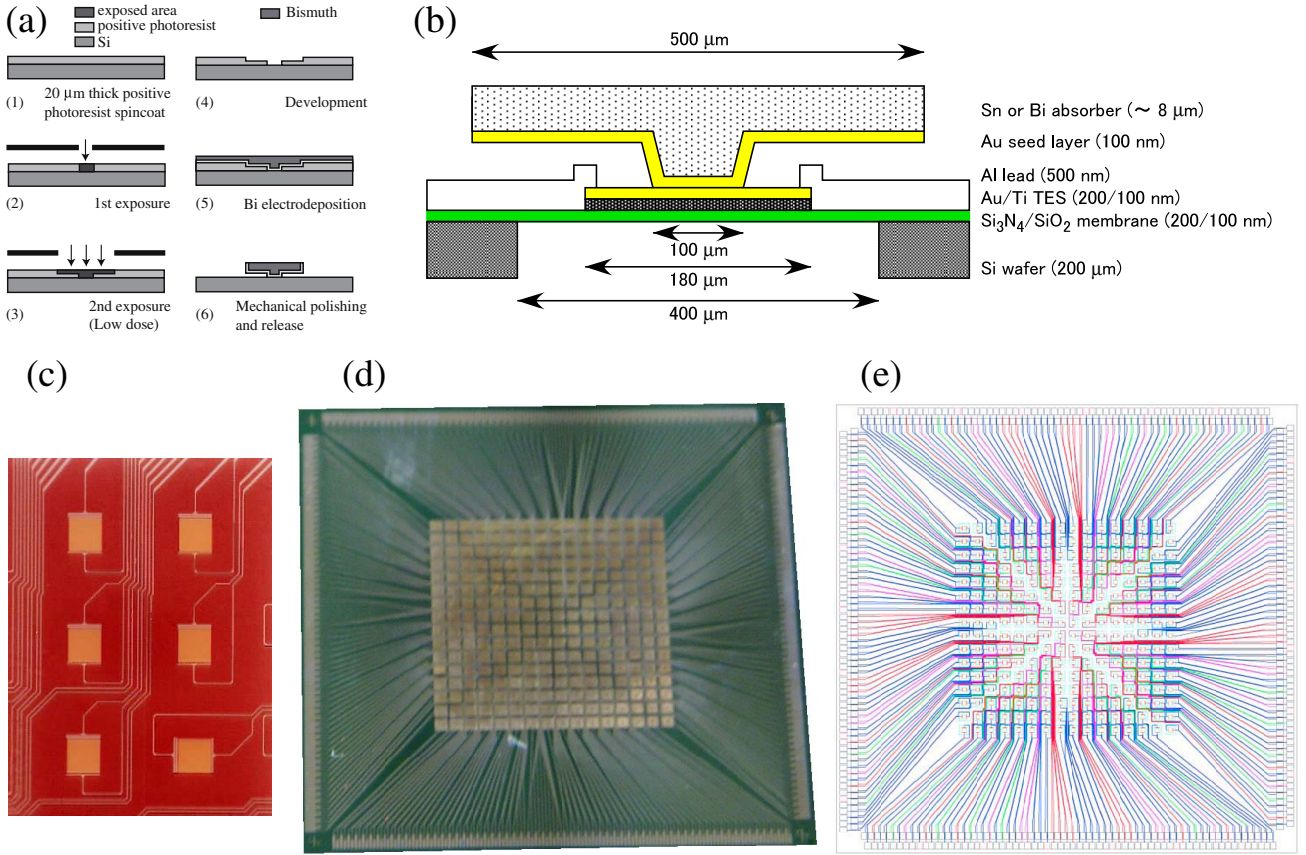 (a)
exposed area
positive photoresist
Si
Bismuth
(1)
20 μm thick positive
photoresist spincoat
(4)
Development
(2)
1st exposure
(5)
Bi electrodeposition
(3)
2nd exposure
(Low dose)
(6)
Mechanical polishing
and release
(b)
500 μm
Sn or Bi absorber (~ 8 μm)
Au seed layer (100 nm)
Al lead (500 nm)
Au/Ti TES (200/100 nm)
Si₃N₄/SiO₂ membrane (200/100 nm)
Si wafer (200 μm)
100 μm
180 μm
400 μm
(c)
(d)
(e)